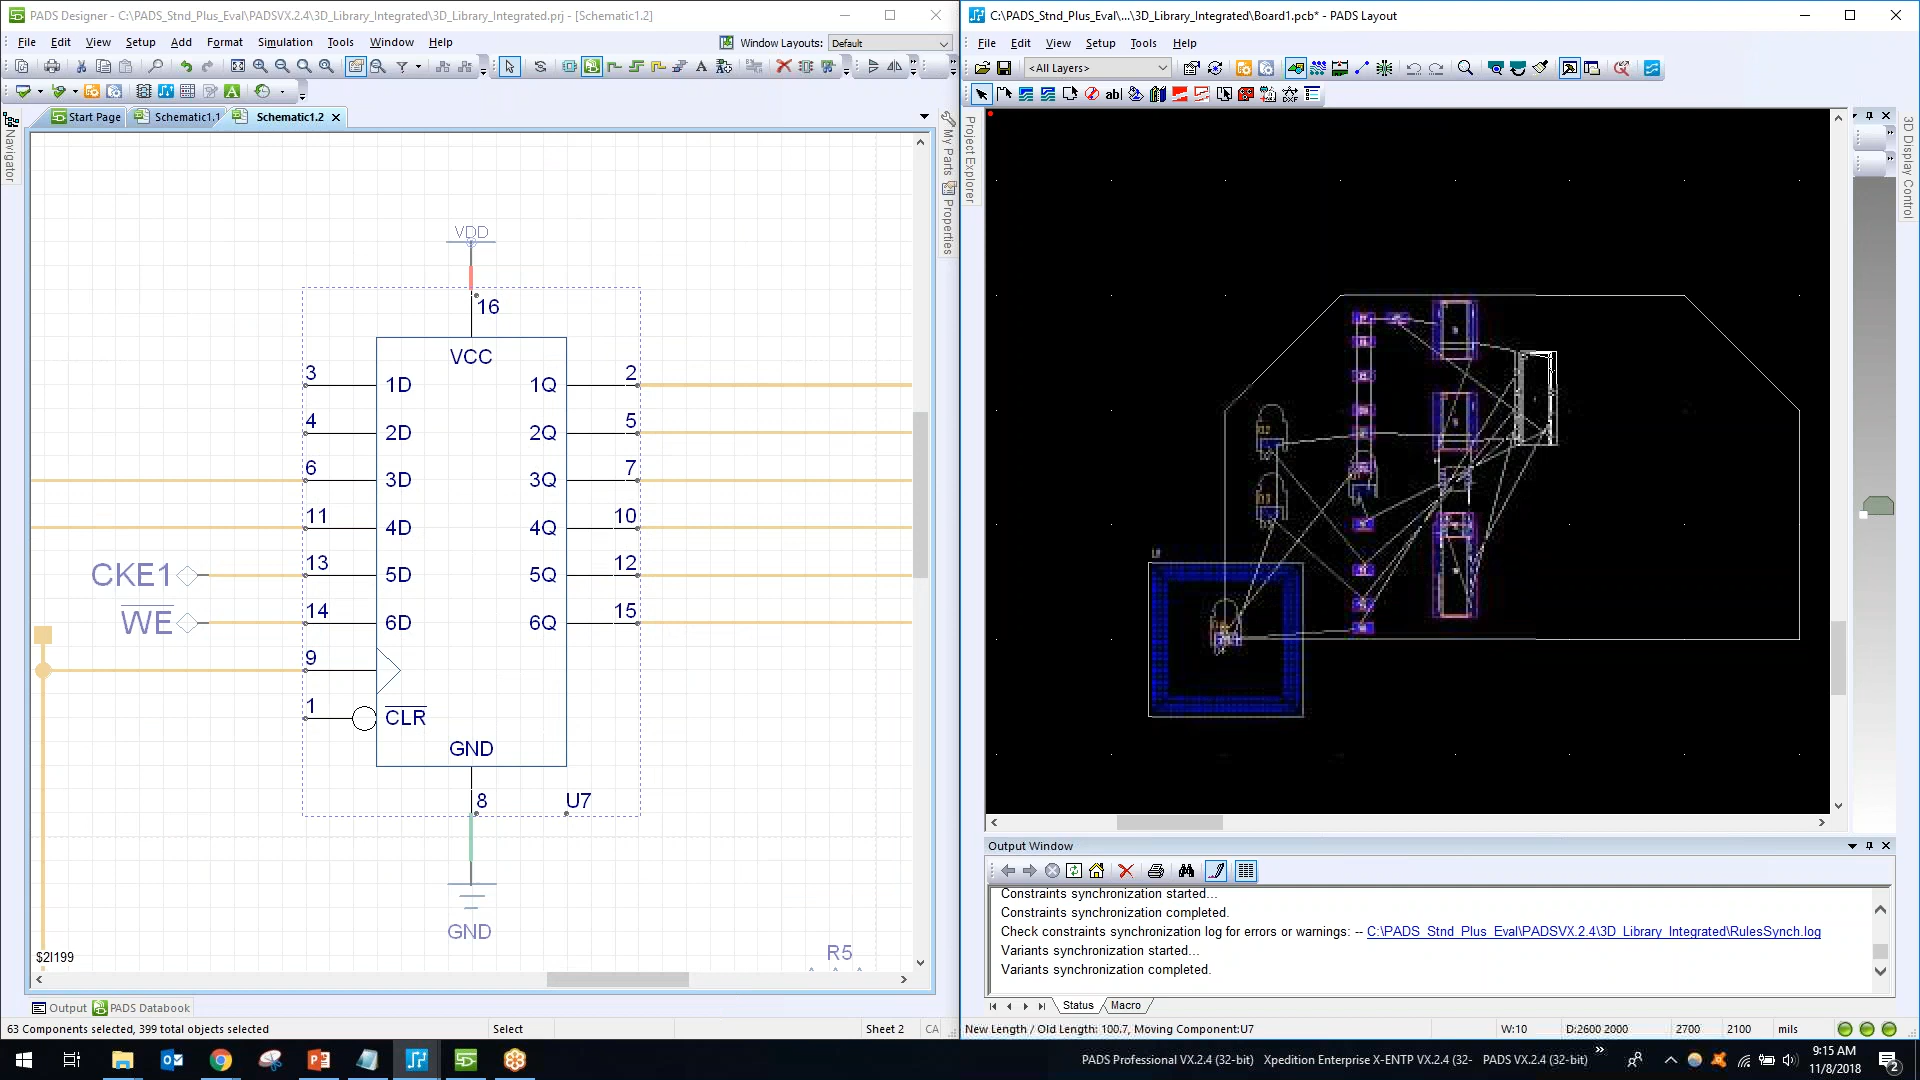 PADS Designer - C:\PADS_Stnd_Plus_Eval\PADSVX.2.4\3D_Library_Integrated\3D_Library_Integrated.prj - [Schematic1.2]
File Edit View Setup Add Format Simulation Tools Window Help
Window Layouts: Default
Start Page
Schematic1.1
Schematic1.2
Navigator
My Parts
Properties
VDD
16
VCC
3 1D 1Q 2
4 2D 2Q 5
6 3D 3Q 7
11 4D 4Q 10
CKE1 13 5D 5Q 12
WE 14 6D 6Q 15
9
1 CLR
GND
8 U7
GND
R5
$2I199
Output
PADS Databook
63 Components selected, 399 total objects selected
Select
Sheet 2
CA
C:\PADS_Stnd_Plus_Eval\...\3D_Library_Integrated\Board1.pcb* - PADS Layout
File Edit View Setup Tools Help
<All Layers>
ab|
DXF
Project Explorer
3D Display Control
Output Window
Constraints synchronization started...
Constraints synchronization completed.
Check constraints synchronization log for errors or warnings: -- C:\PADS_Stnd_Plus_Eval\PADSVX.2.4\3D_Library_Integrated\RulesSynch.log
Variants synchronization started...
Variants synchronization completed.
Status
Macro
New Length / Old Length: 100.7, Moving Component:U7
W:10
D:2600 2000
2700
2100
mils
PADS Professional VX.2.4 (32-bit)
Xpedition Enterprise X-ENTP VX.2.4 (32-
PADS VX.2.4 (32-bit)
9:15 AM
11/8/2018
2